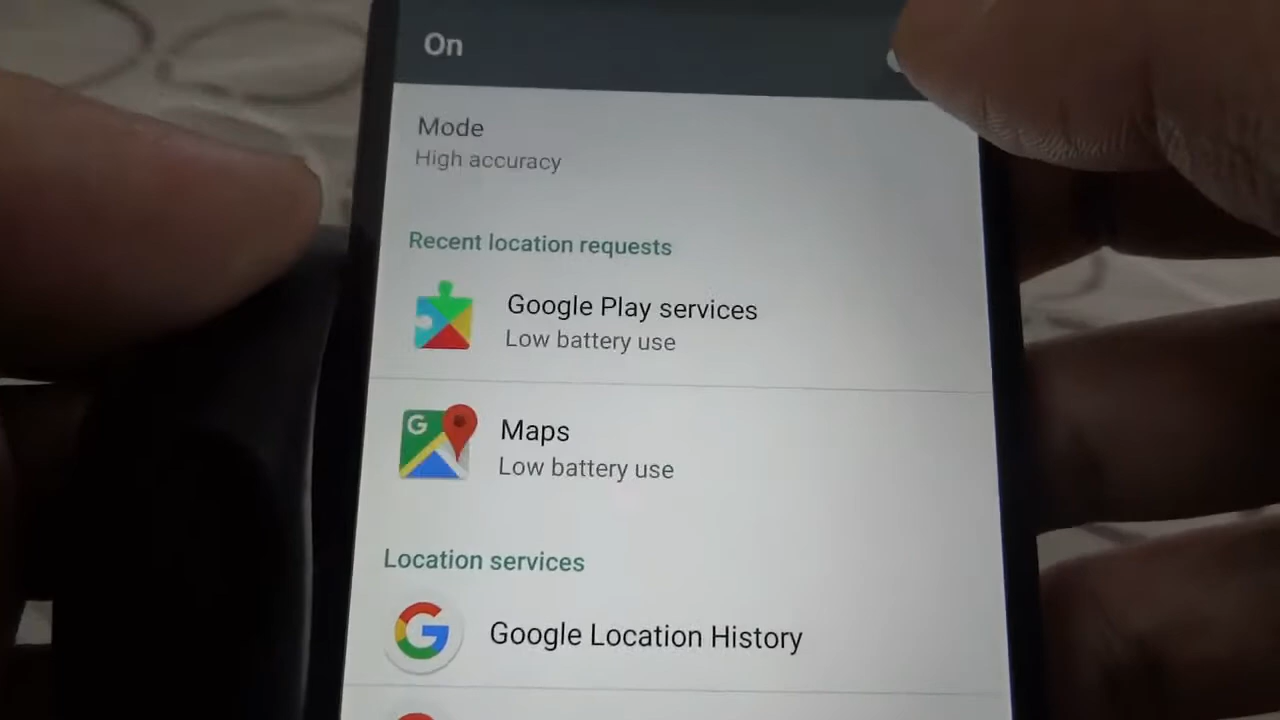 On
Mode
High accuracy
Recent location requests
Google Play services
Low battery use
G
Maps
Low battery use
Location services
G
Google Location History